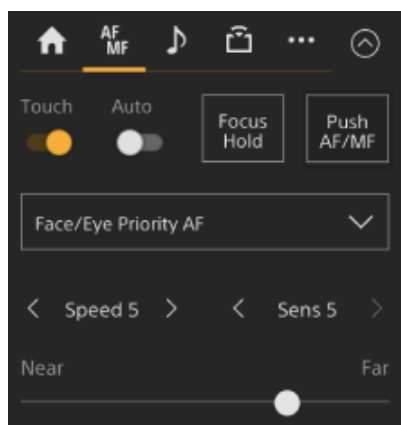 AF
MF
Touch Auto
Focus
Hold
Push
AF/MF
Face/Eye Priority AF
Speed 5
Sens 5
Near Far